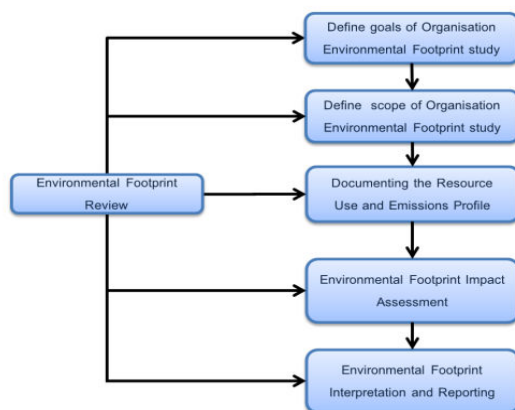 Define goals of Organisation
Environmental Footprint study
Define scope of Organisation
Environmental Footprint study
Environmental Footprint
Review
Documenting the Resource
Use and Emissions Profile
Environmental Footprint Impact
Assessment
Environmental Footprint
Interpretation and Reporting